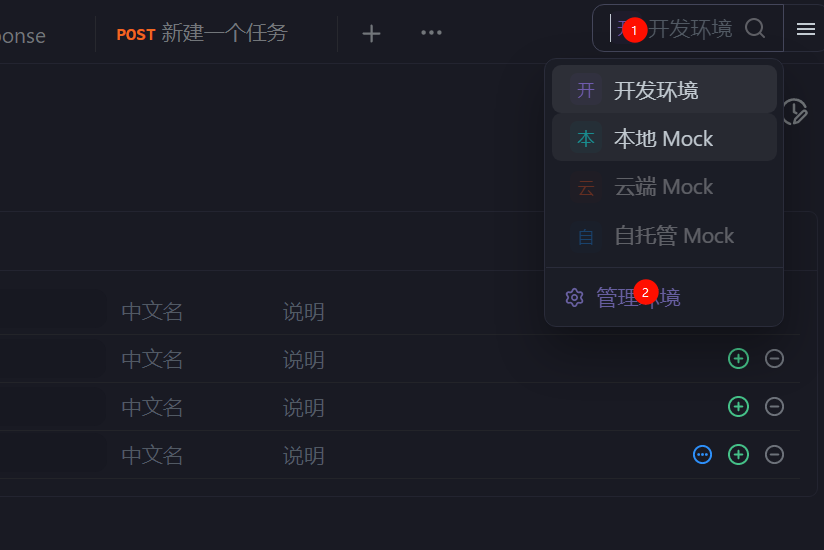 onse
POST 新建一个任务
1
开发环境
开 开发环境
本 本地 Mock
云 云端 Mock
自 自托管 Mock
管理环境
2
中文名 说明
中文名 说明
中文名 说明
中文名 说明